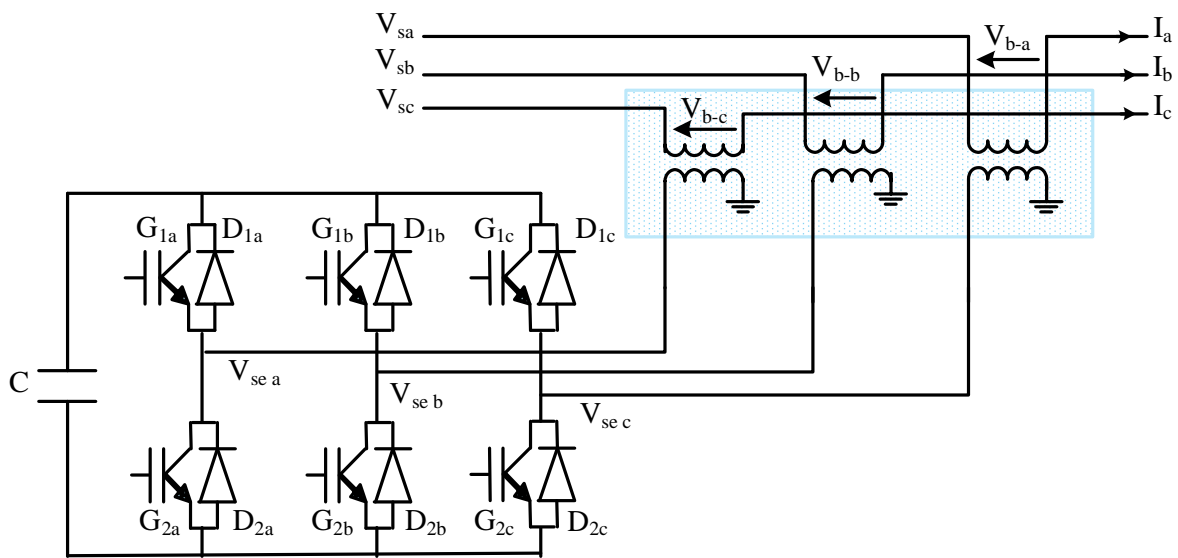 V_sa
V_b-a
I_a
V_sb
V_b-b
I_b
V_sc
V_b-c
I_c
G_1a D_1a G_1b D_1b G_1c D_1c
V_se a
C
V_se b
V_se c
G_2a D_2a G_2b D_2b G_2c D_2c